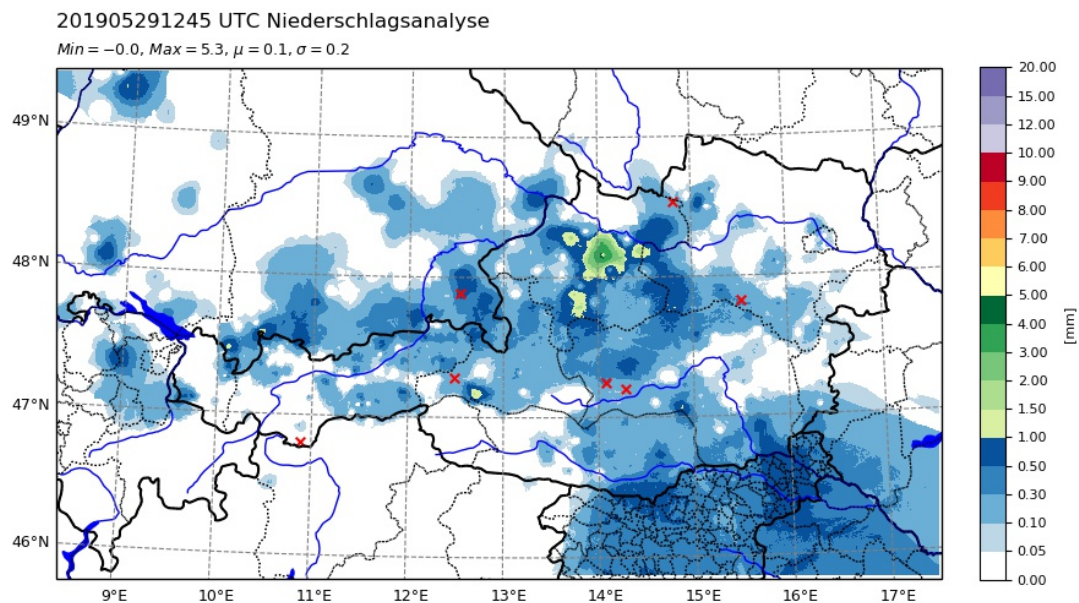 201905291245 UTC Niederschlagsanalyse
Min = −0.0, Max = 5.3, μ = 0.1, σ = 0.2
49°N
48°N
47°N
46°N
9°E
10°E
11°E
12°E
13°E
14°E
15°E
16°E
17°E
20.00
15.00
12.00
10.00
9.00
8.00
7.00
6.00
5.00
4.00
3.00
2.00
1.50
1.00
0.50
0.30
0.10
0.05
0.00
[mm]